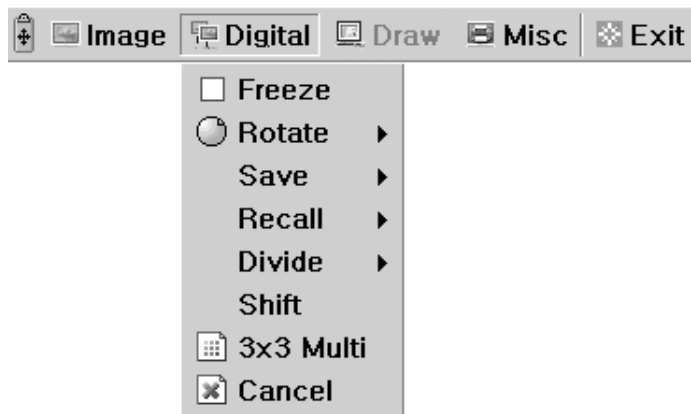 Image Digital Draw Misc Exit
Freeze
Rotate
Save
Recall
Divide
Shift
3x3 Multi
Cancel